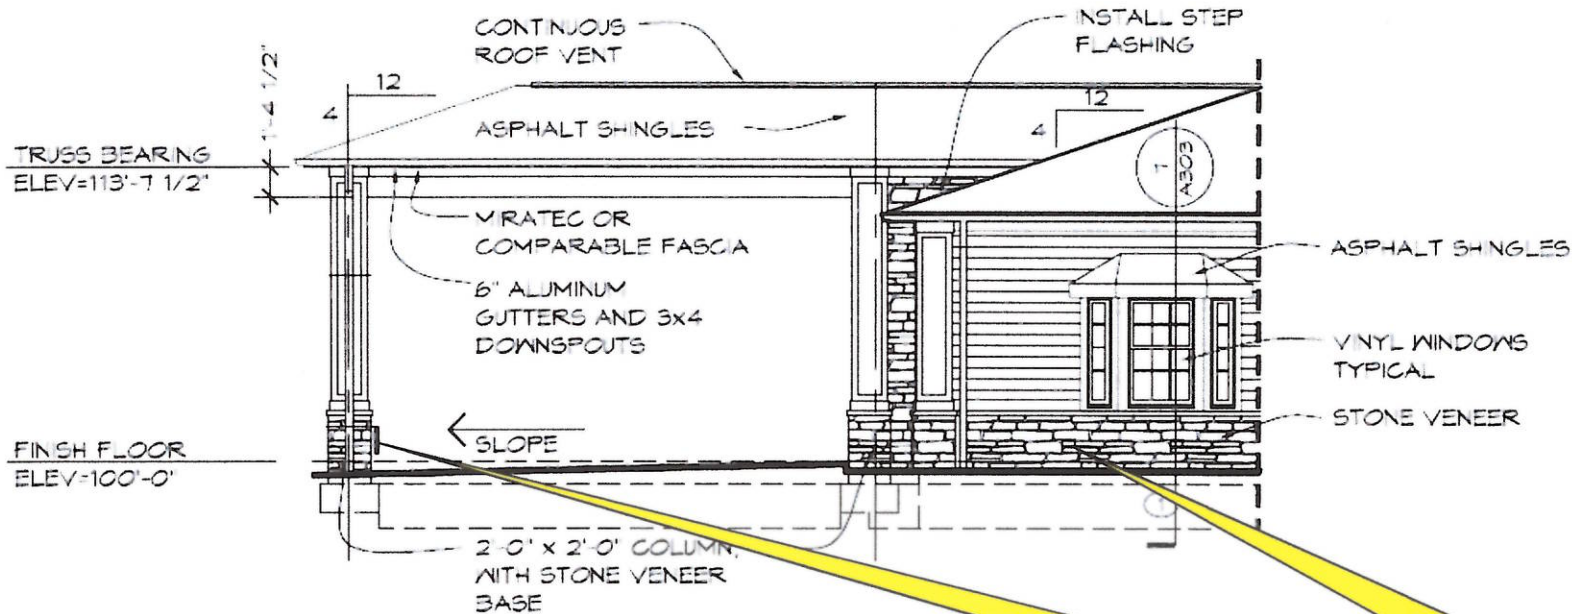 CONTINUOUS
ROOF VENT
INSTALL STEP
FLASHING
1'-4 1/2"
12
4
12
4
ASPHALT SHINGLES
TRUSS BEARING
ELEV=113'-7 1/2"
7
A303
MIRATEC OR
COMPARABLE FASCIA
ASPHALT SHINGLES
6" ALUMINUM
GUTTERS AND 3x4
DOWNSPOUTS
VINYL WINDOWS
TYPICAL
STONE VENEER
SLOPE
FINISH FLOOR
ELEV=100'-0"
2'-0" x 2'-0" COLUMN,
WITH STONE VENEER
BASE